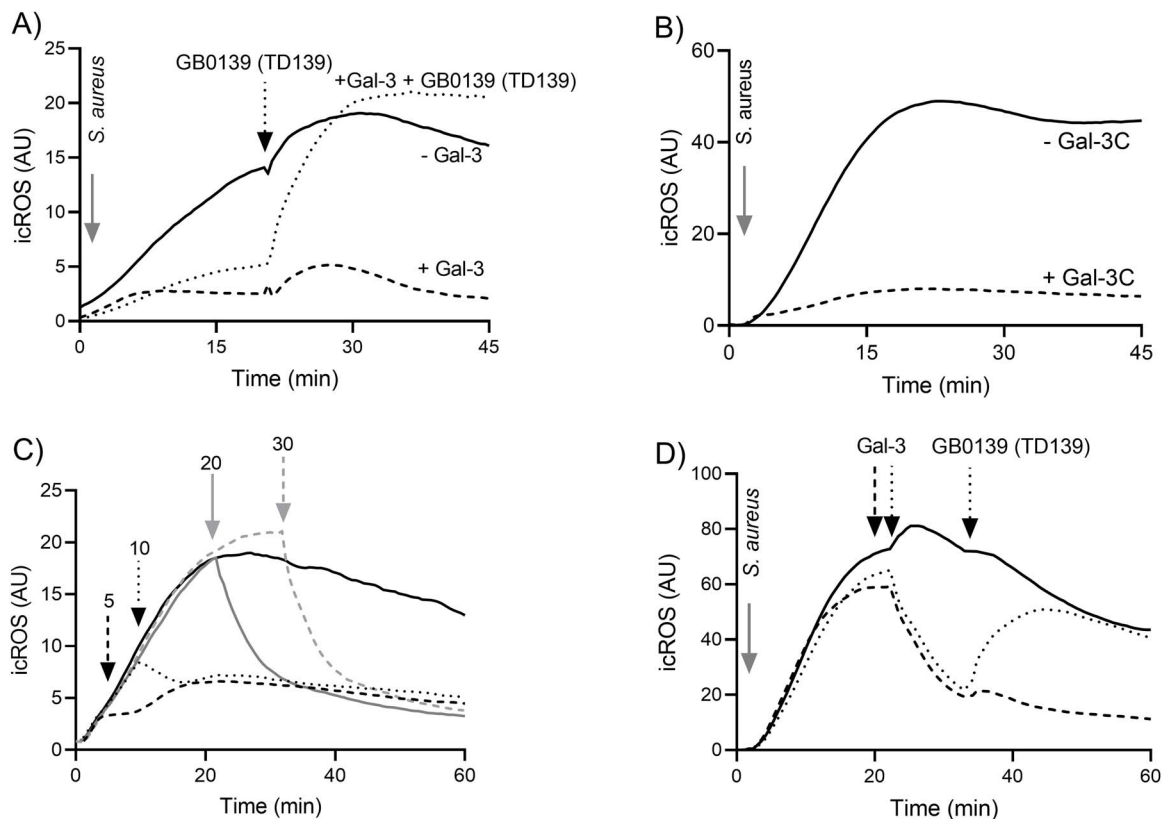 A)
icROS (AU)
25
20
15
10
5
0
0
15
30
45
Time (min)
S. aureus
GB0139 (TD139)
+Gal-3 + GB0139 (TD139)
- Gal-3
+ Gal-3
B)
icROS (AU)
60
40
20
0
0
15
30
45
Time (min)
S. aureus
- Gal-3C
+ Gal-3C
C)
icROS (AU)
25
20
15
10
5
0
0
20
40
60
Time (min)
5
10
20
30
D)
icROS (AU)
100
80
60
40
20
0
0
20
40
60
Time (min)
S. aureus
Gal-3
GB0139 (TD139)